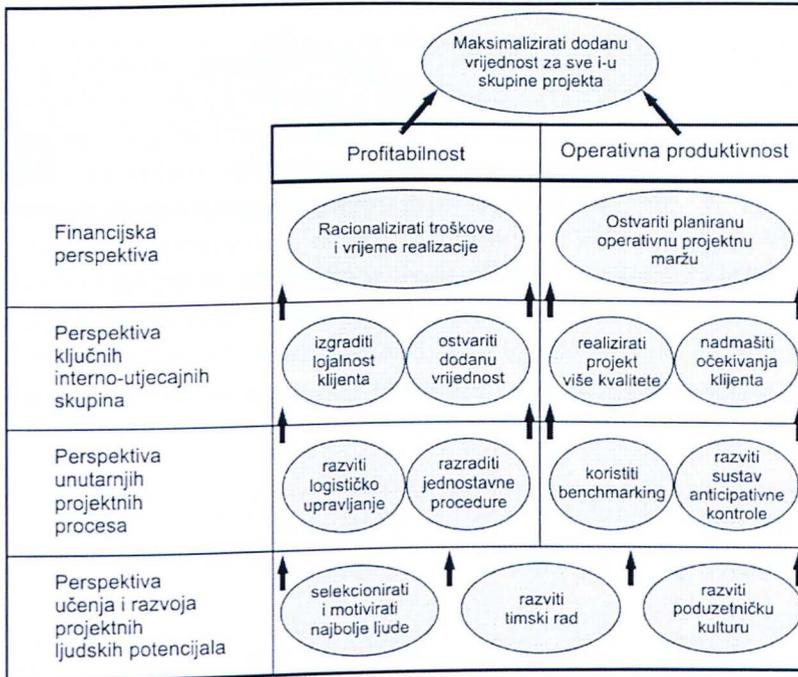 Maksimalizirati dodanu
vrijednost za sve i-u
skupine projekta
Profitabilnost
Operativna produktivnost
Financijska
perspektiva
Racionalizirati troškove
i vrijeme realizacije
Ostvariti planiranu
operativnu projektnu
maržu
Perspektiva
ključnih
interno-utjecajnih
skupina
izgraditi
lojalnost
klijenta
ostvariti
dodanu
vrijednost
realizirati
projekt
više kvalitete
nadmašiti
očekivanja
klijenta
Perspektiva
unutarnjih
projektnih
procesa
razviti
logističko
upravljanje
razraditi
jednostavne
procedure
koristiti
benchmarking
razviti
sustav
anticipativne
kontrole
Perspektiva
učenja i razvoja
projektnih
ljudskih potencijala
selekcionirati
i motivirati
najbolje ljude
razviti
timski rad
razviti
poduzetničku
kulturu